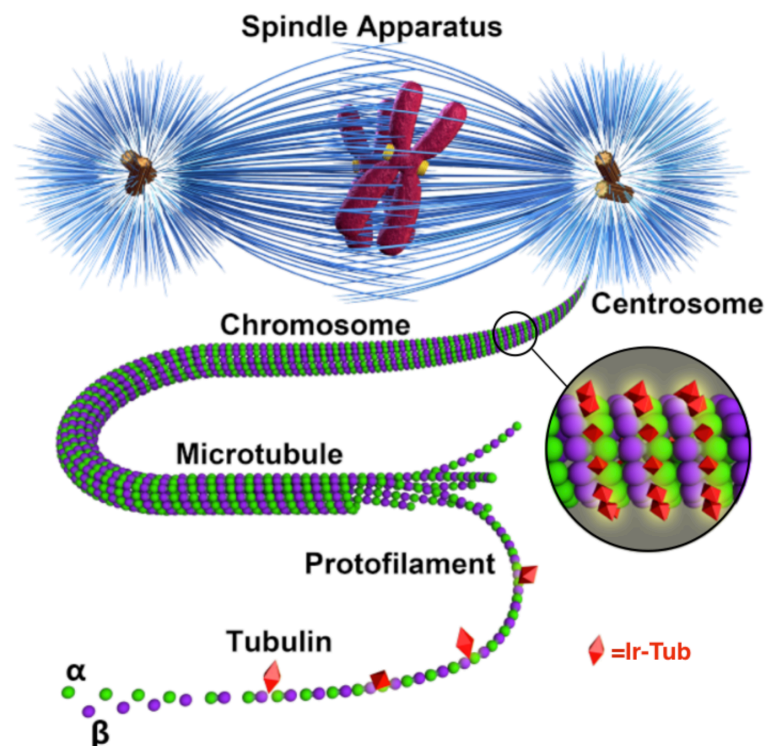 Spindle Apparatus
Centrosome
Chromosome
Microtubule
Protofilament
Tubulin
=Ir-Tub
α
β